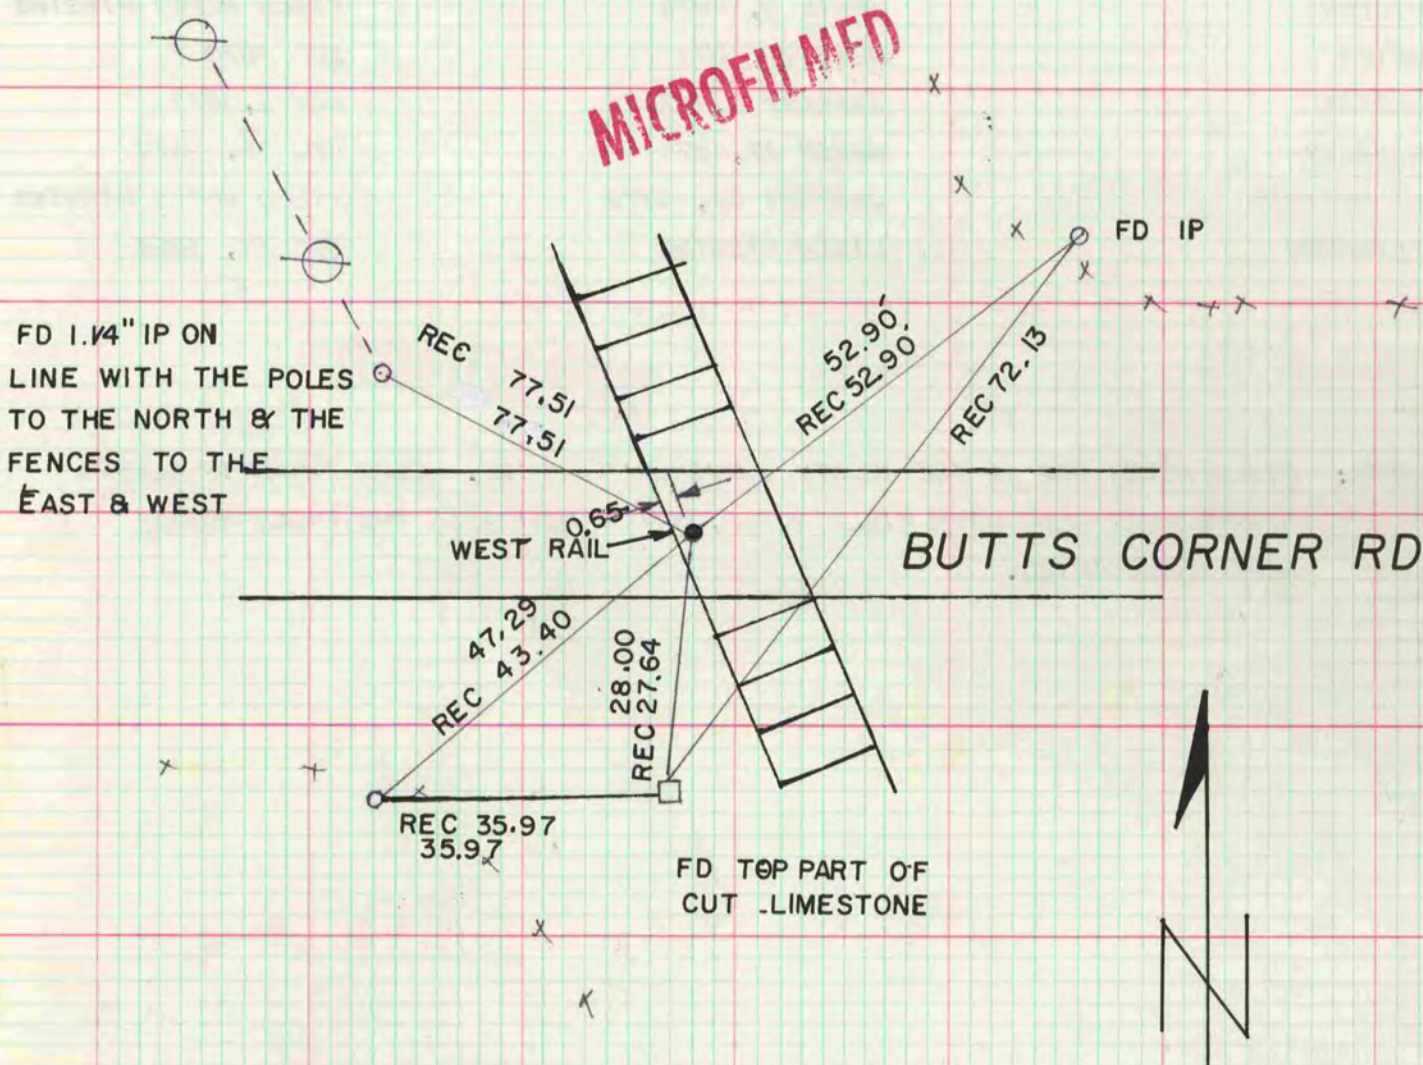 MICROFILMED
FD IP
FD 1.1/4" IP ON
LINE WITH THE POLES
TO THE NORTH & THE
FENCES TO THE
EAST & WEST
REC 77.51
77.51
52.90'
REC 52.90'
REC 72.13
0.65
WEST RAIL
BUTTS CORNER RD
47.29
REC 43.40
28.00
REC 27.64
REC 35.97
35.97
FD TOP PART OF
CUT LIMESTONE
N